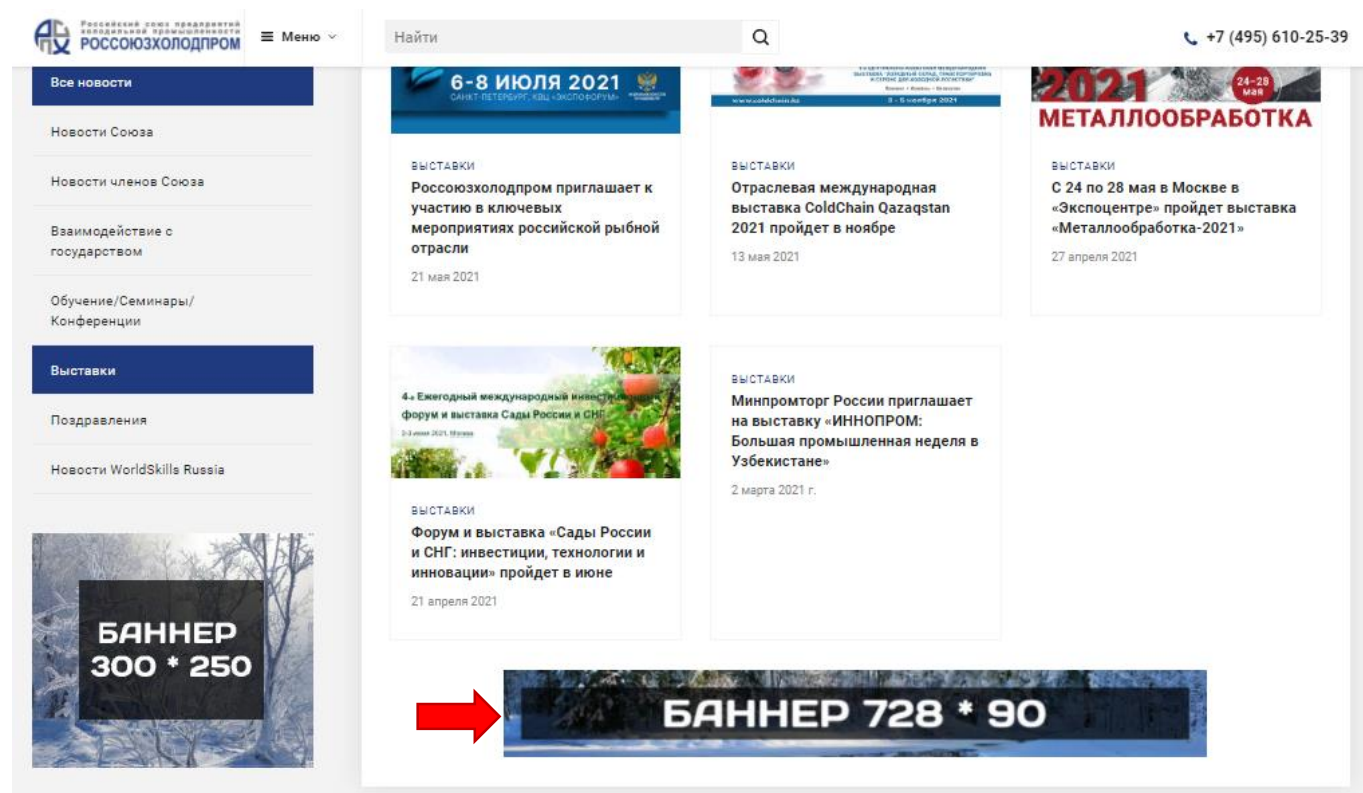 Российский союз предприятий
холодильной промышленности
РОССОЮЗХОЛОДПРОМ
Меню
Найти
+7 (495) 610-25-39
Все новости
Новости Союза
Новости членов Союза
Взаимодействие с
государством
Обучение/Семинары/
Конференции
Выставки
Поздравления
Новости WorldSkills Russia
БАННЕР
300 * 250
6-8 ИЮЛЯ 2021
САНКТ-ПЕТЕРБУРГ, КВЦ «ЭКСПОФОРУМ»
ВЫСТАВКИ
Россоюзхолодпром приглашает к
участию в ключевых
мероприятиях российской рыбной
отрасли
21 мая 2021
www.coldchain.kz
3 - 5 ноября 2021
ВЫСТАВКИ
Отраслевая международная
выставка ColdChain Qazaqstan
2021 пройдет в ноябре
13 мая 2021
2021
24-28
мая
МЕТАЛЛООБРАБОТКА
ВЫСТАВКИ
С 24 по 28 мая в Москве в
«Экспоцентре» пройдет выставка
«Металлообработка-2021»
27 апреля 2021
4-й Ежегодный международный инвестиционный
форум и выставка Сады России и СНГ
2-3 июня 2021, Москва
ВЫСТАВКИ
Форум и выставка «Сады России
и СНГ: инвестиции, технологии и
инновации» пройдет в июне
21 апреля 2021
ВЫСТАВКИ
Минпромторг России приглашает
на выставку «ИННОПРОМ:
Большая промышленная неделя в
Узбекистане»
2 марта 2021 г.
БАННЕР 728 * 90